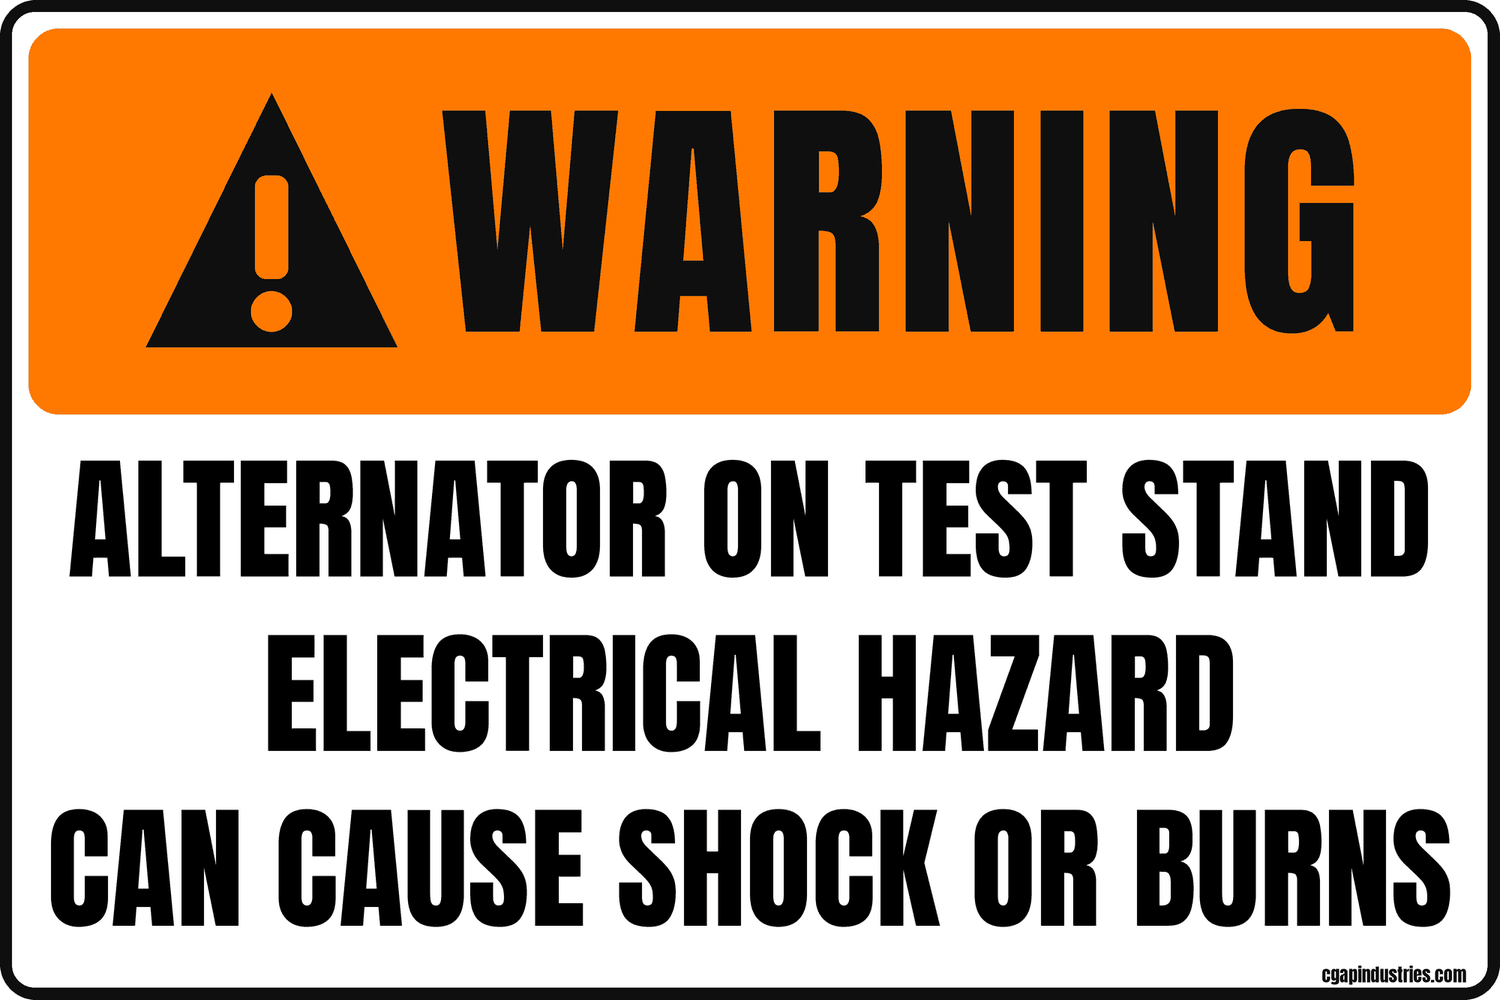 WARNING
ALTERNATOR ON TEST STAND
ELECTRICAL HAZARD
CAN CAUSE SHOCK OR BURNS
cgapindustries.com